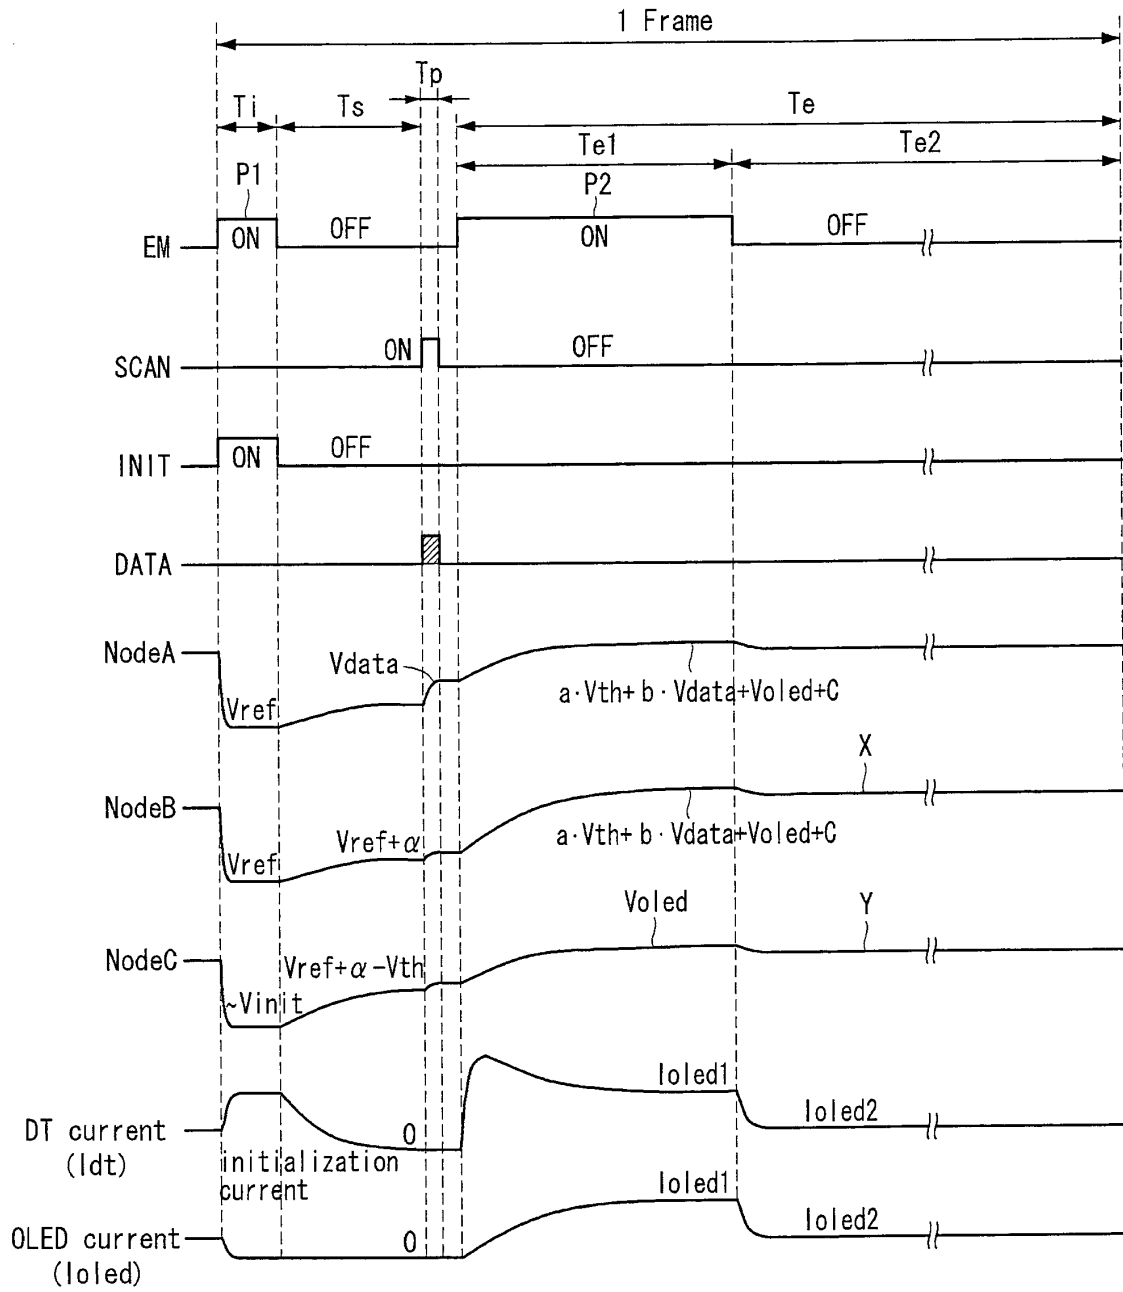 1 Frame
Tp
Ti Ts Te
Te1 Te2
P1 P2
EM ON OFF ON OFF
SCAN ON OFF
INIT ON OFF
DATA
NodeA Vref Vdata a·Vth+b·Vdata+Voled+C
X
NodeB Vref Vref+α a·Vth+b·Vdata+Voled+C
Voled Y
NodeC ~Vinit Vref+α-Vth
DT current
(Idt)
initialization
current
0 Ioled1 Ioled2
OLED current
(Ioled)
0 Ioled1 Ioled2